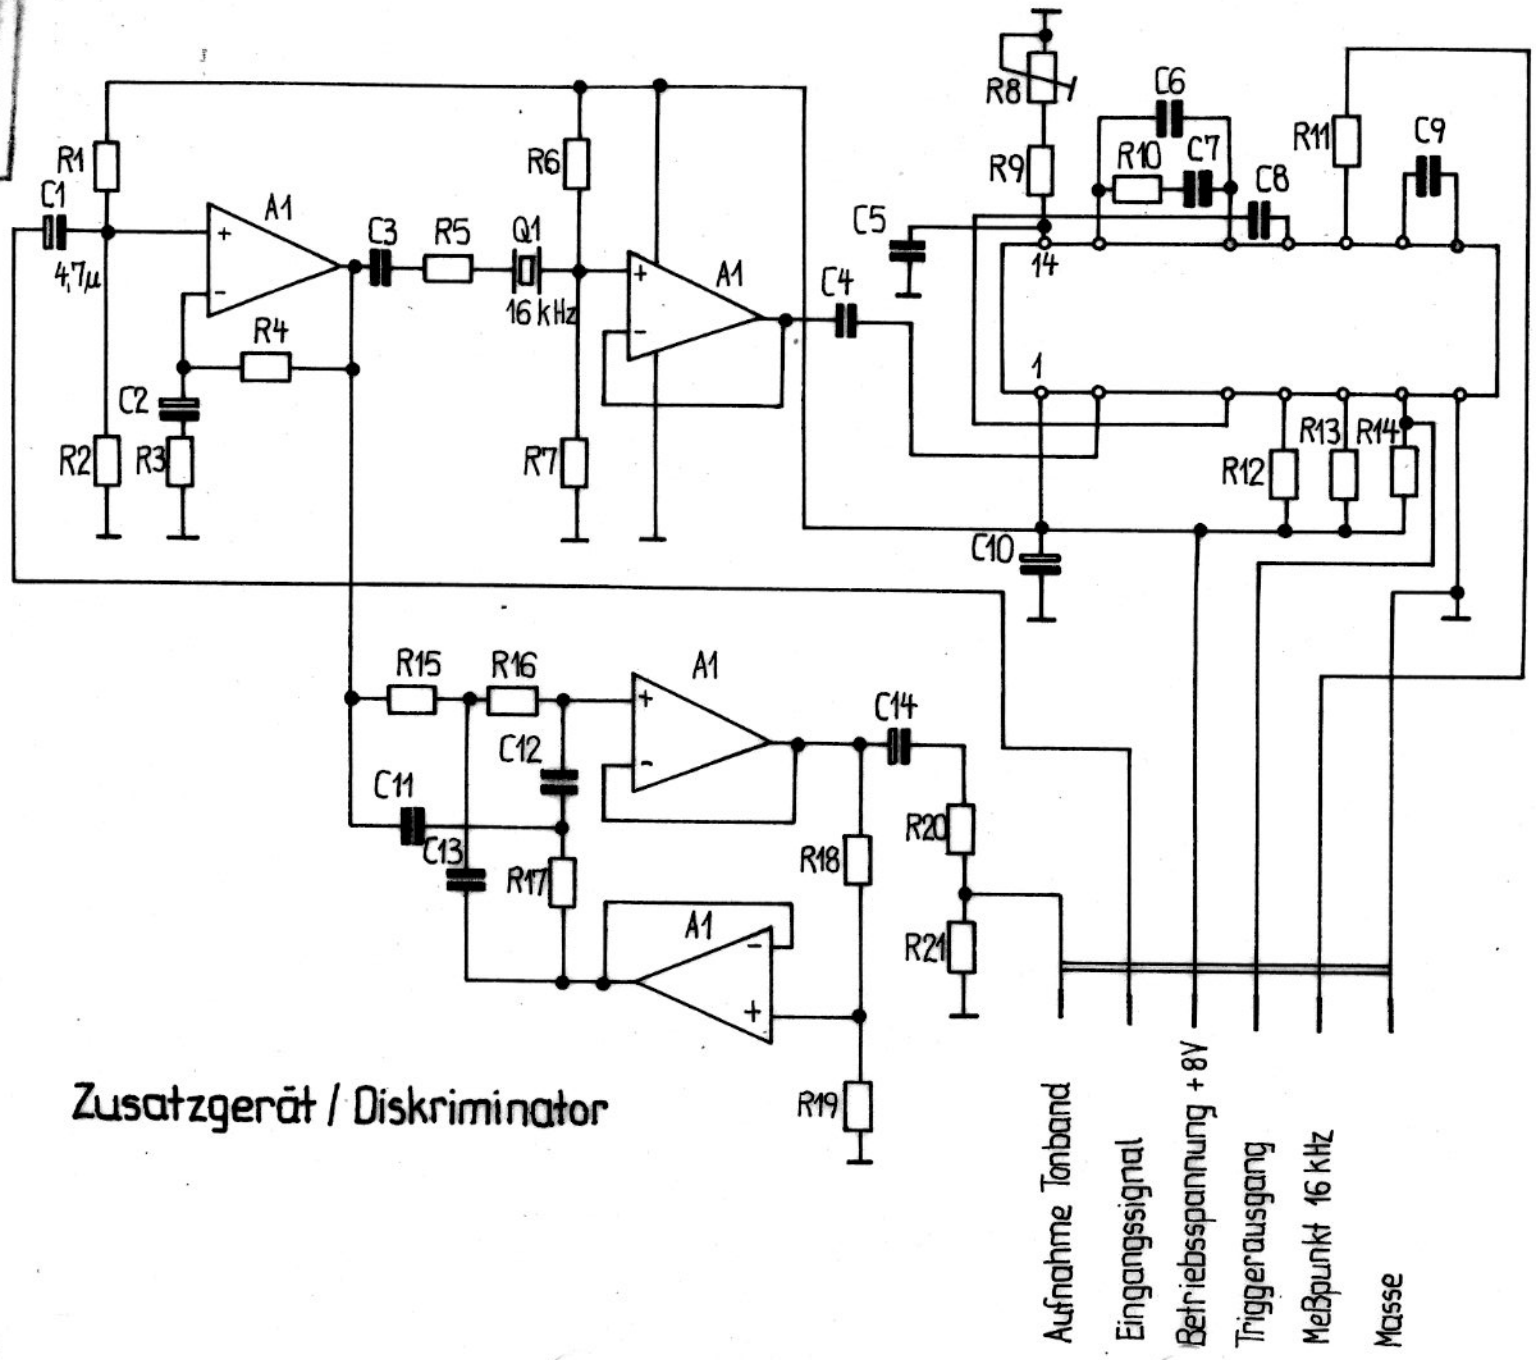 R8
C6
R11
C9
R10
C7
R9
C8
R1
R6
C1
A1
C5
C3
R5
Q1
+
4,7µ
14
+
A1
C4
16 kHz
-
-
R4
1
C2
R13
R14
R2
R3
R7
R12
C10
R15
R16
A1
+
C14
C12
-
C11
R20
C13
R18
R17
A1
-
R21
+
Zusatzgerät / Diskriminator
R19
Aufnahme Tonband
Eingangssignal
Betriebsspannung +8V
Triggerausgang
Meßpunkt 16 kHz
Masse